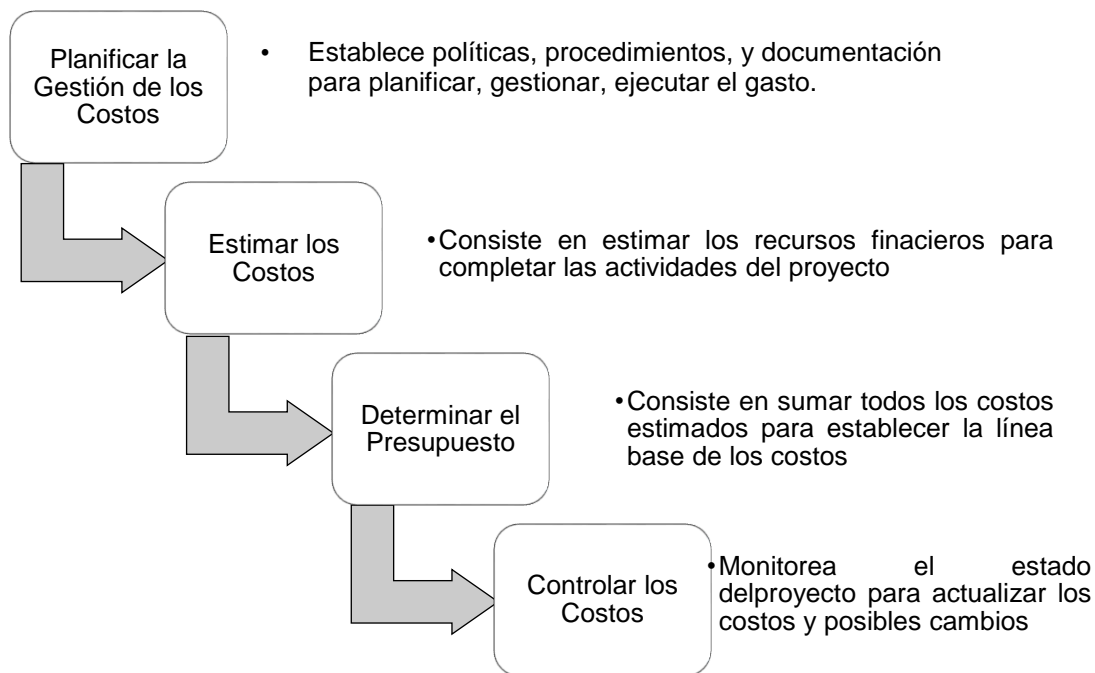 Planificar la
Gestión de los
Costos
• Establece políticas, procedimientos, y documentación
para planificar, gestionar, ejecutar el gasto.
Estimar los
Costos
•Consiste en estimar los recursos finacieros para
completar las actividades del proyecto
Determinar el
Presupuesto
•Consiste en sumar todos los costos
estimados para establecer la línea
base de los costos
Controlar los
Costos
•Monitorea el estado
delproyecto para actualizar los
costos y posibles cambios